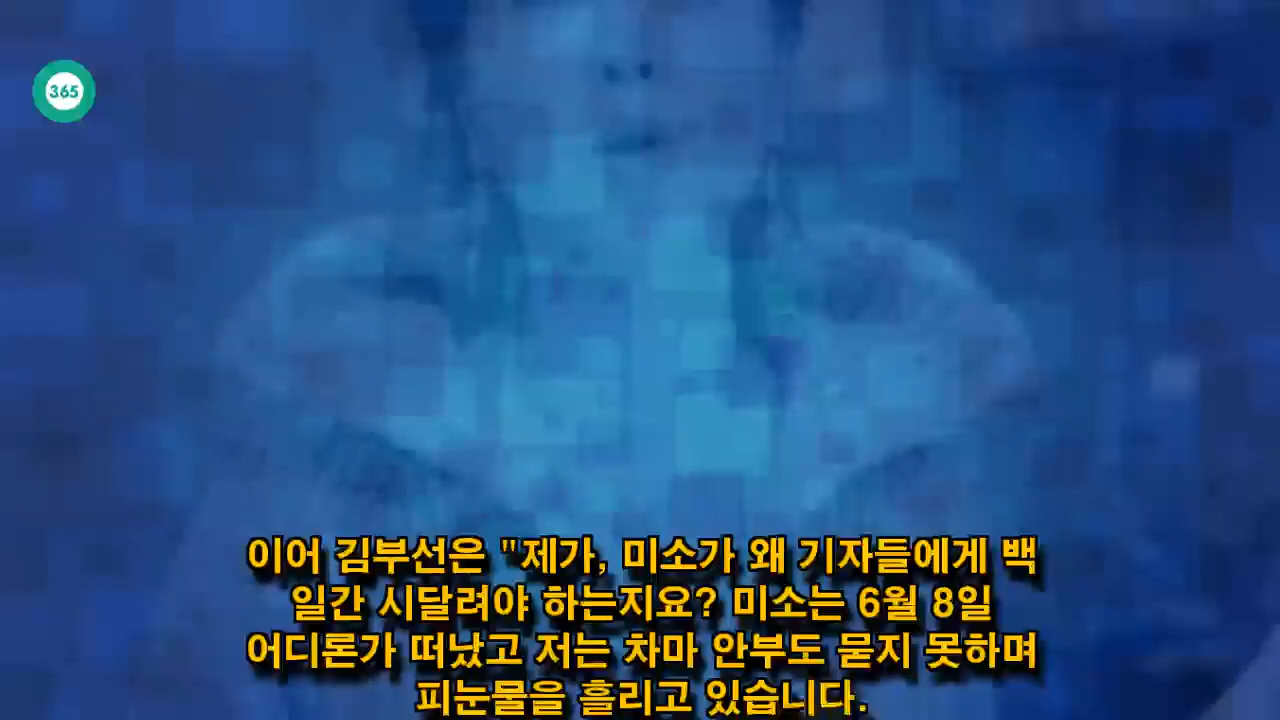 365
이어 김부선은 "제가, 미소가 왜 기자들에게 백
일간 시달려야 하는지요? 미소는 6월 8일
어디론가 떠났고 저는 차마 안부도 묻지 못하며
피눈물을 흘리고 있습니다.